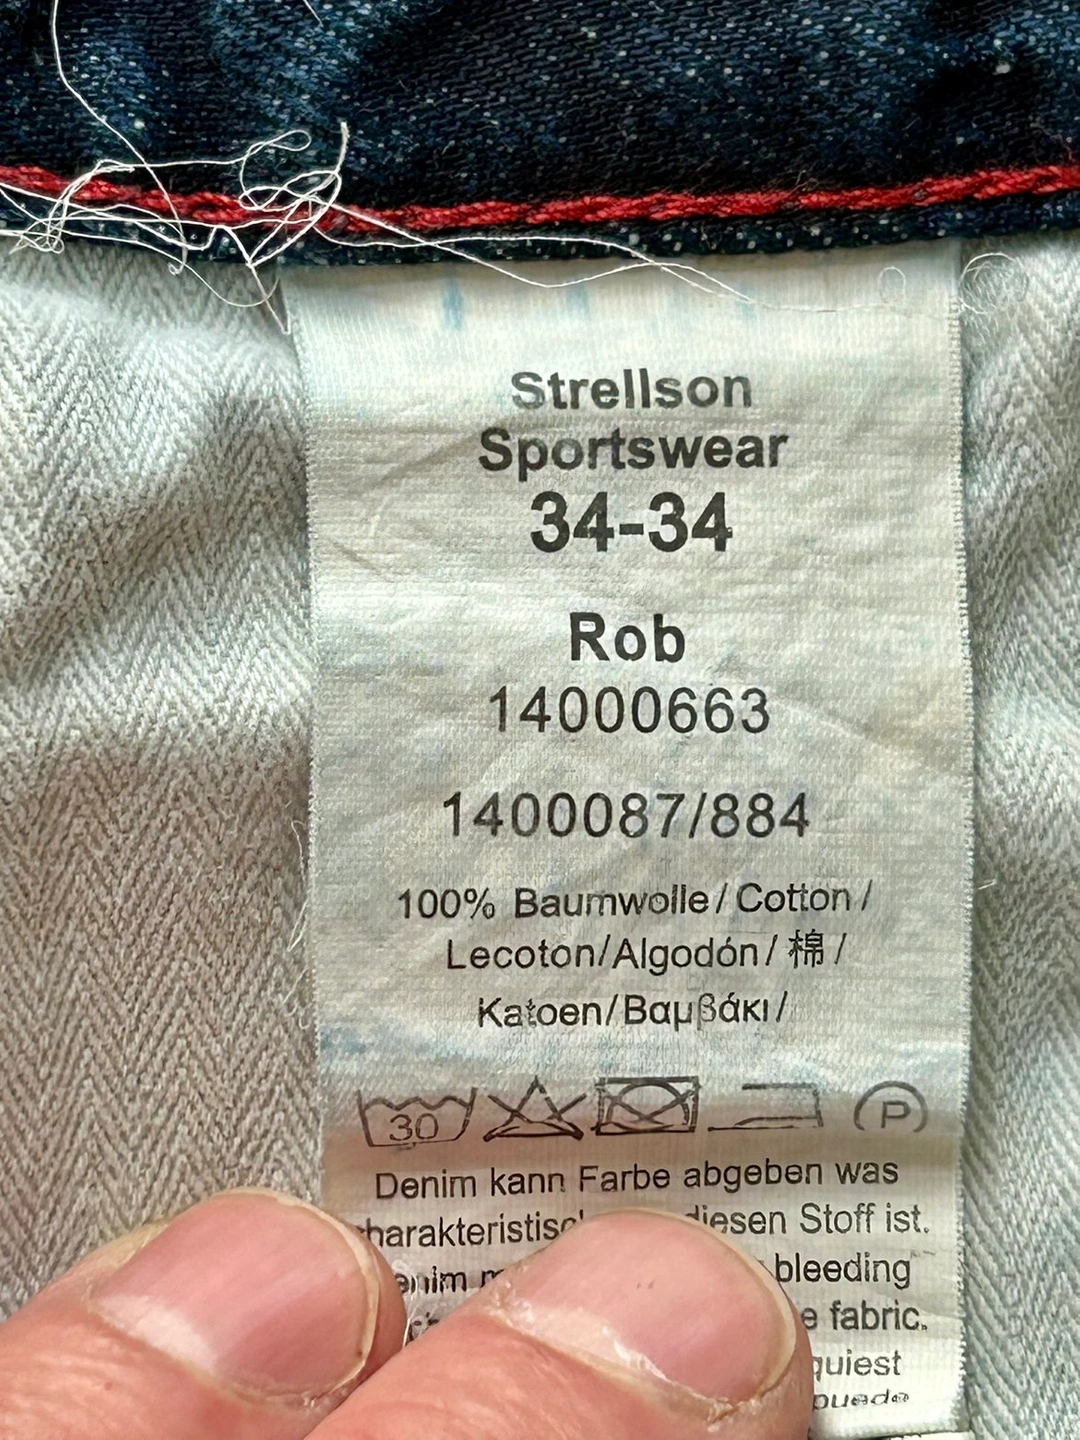 Strellson
Sportswear
34-34
Rob
14000663
1400087/884
100% Baumwolle / Cotton /
Lecoton/Algodón / 棉 /
Katoen/Βαμβάκι /
30 P
Denim kann Farbe abgeben was
diesen Stoff ist.
bleeding
fabric.